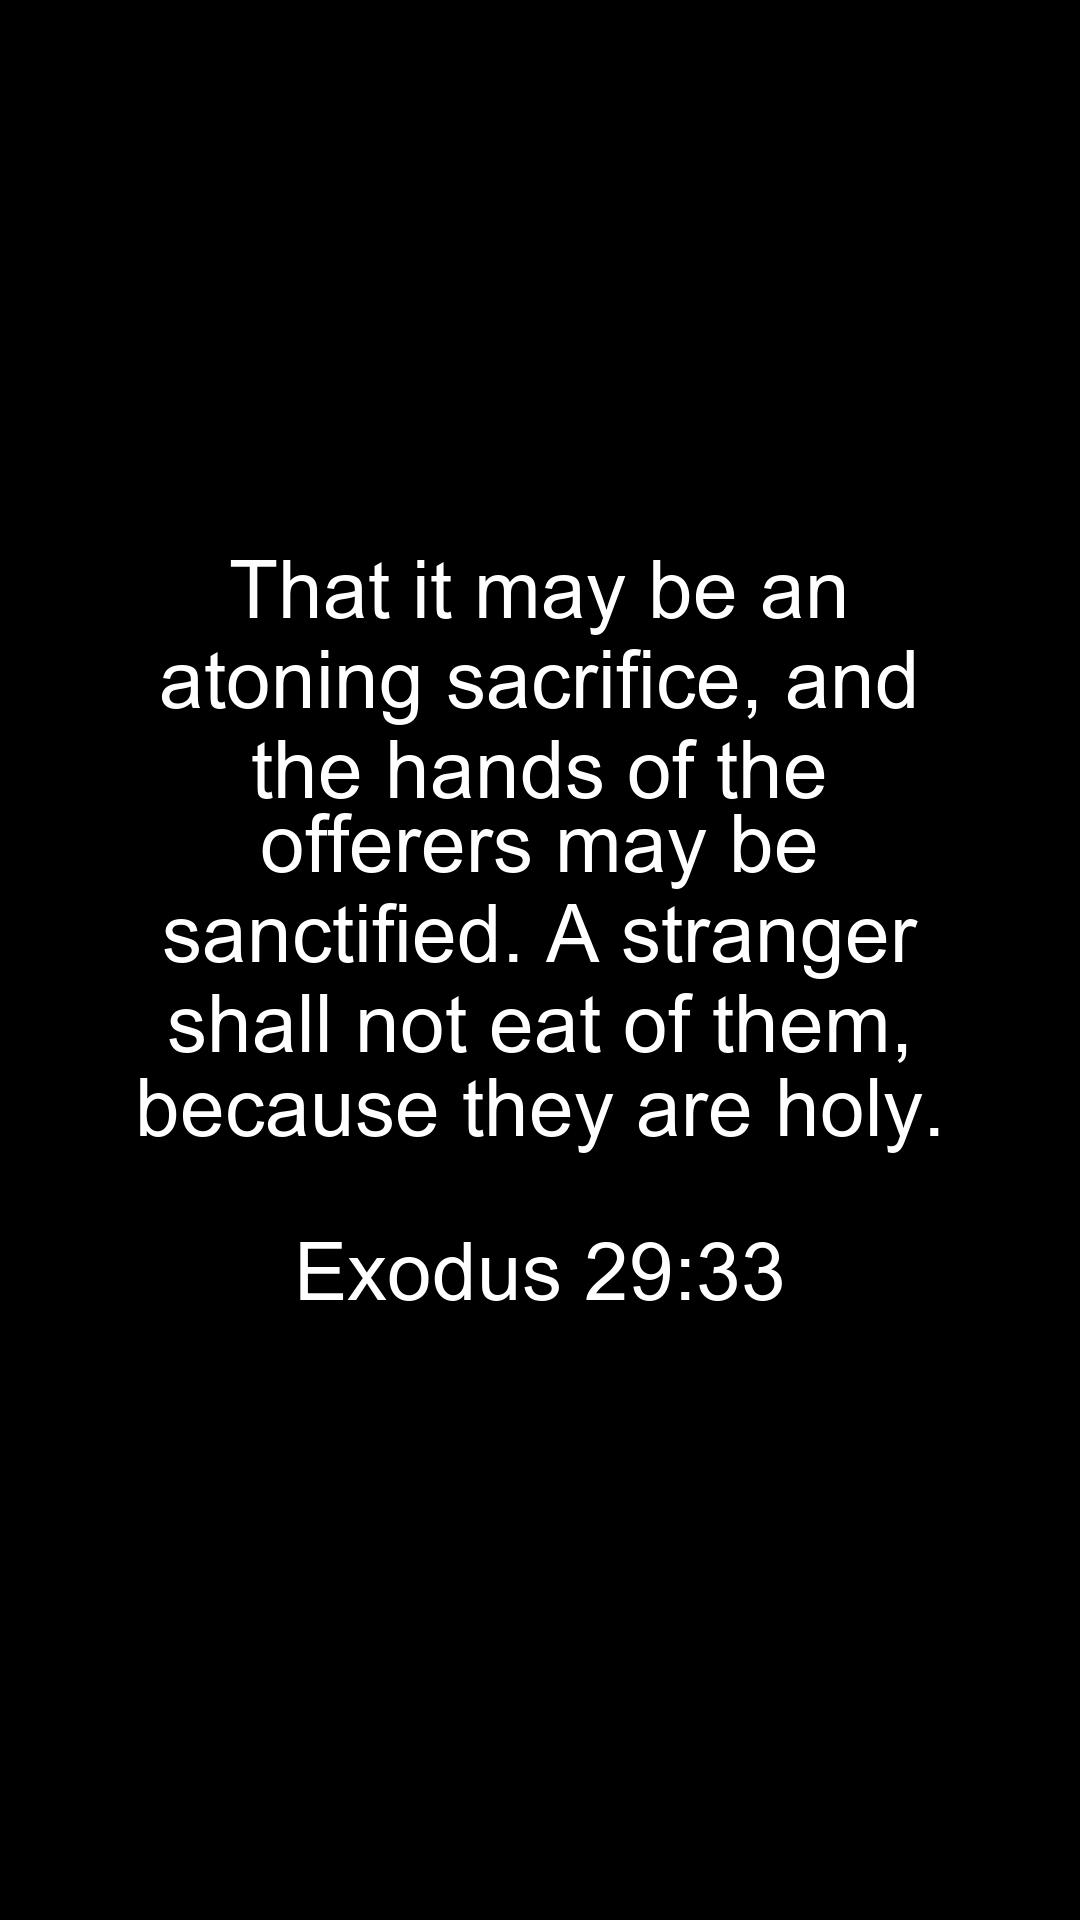 That it may be an
atoning sacrifice, and
the hands of the
offerers may be
sanctified. A stranger
shall not eat of them,
because they are holy.
Exodus 29:33